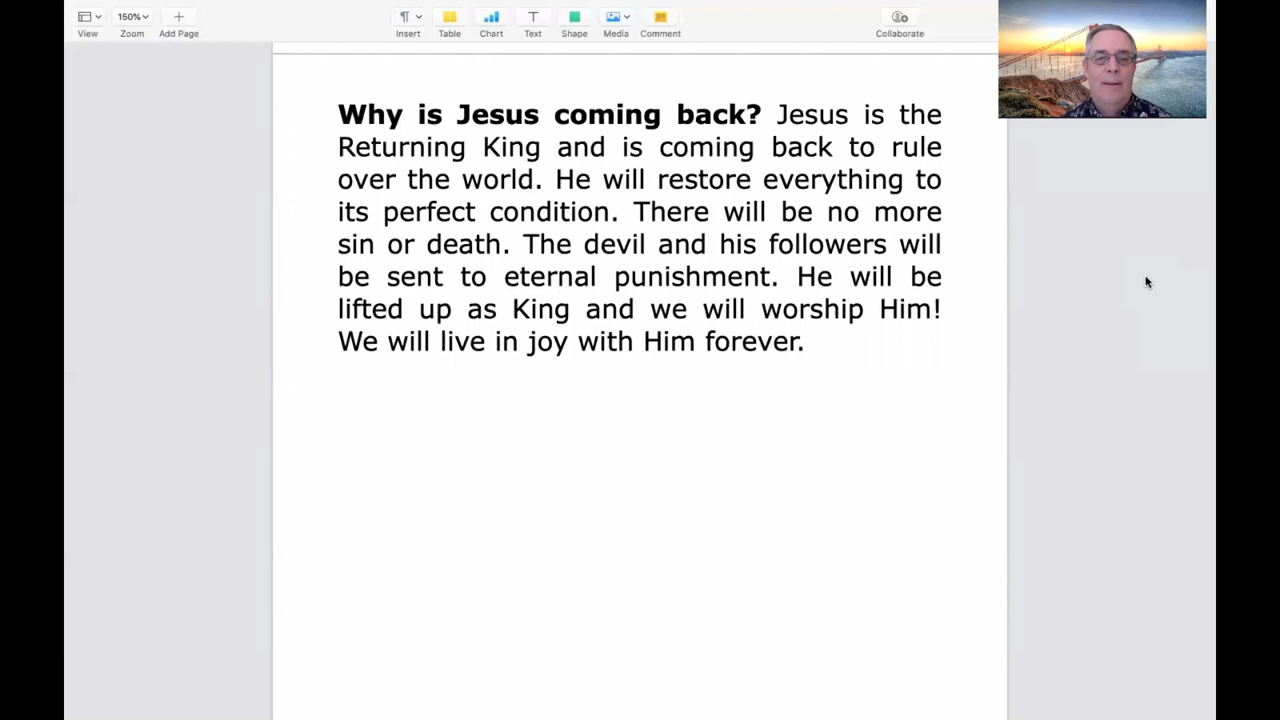 150%
View Zoom Add Page Insert Table Chart Text Shape Media Comment Collaborate
Why is Jesus coming back? Jesus is the
Returning King and is coming back to rule
over the world. He will restore everything to
its perfect condition. There will be no more
sin or death. The devil and his followers will
be sent to eternal punishment. He will be
lifted up as King and we will worship Him!
We will live in joy with Him forever.